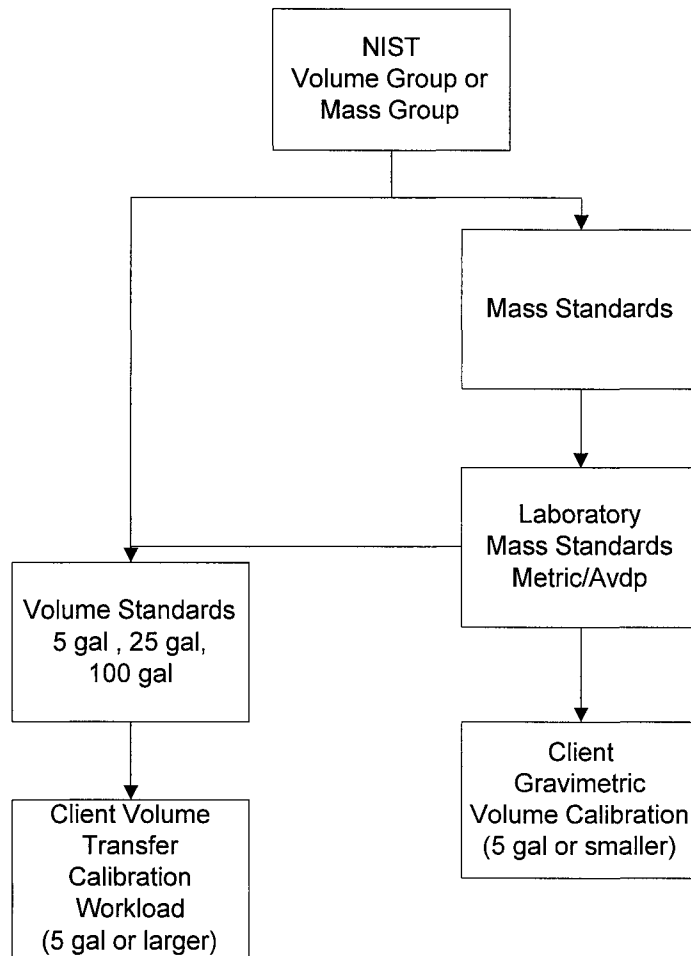 NIST
Volume Group or
Mass Group
Mass Standards
Laboratory
Mass Standards
Metric/Avdp
Volume Standards
5 gal , 25 gal,
100 gal
Client
Gravimetric
Volume Calibration
(5 gal or smaller)
Client Volume
Transfer
Calibration
Workload
(5 gal or larger)